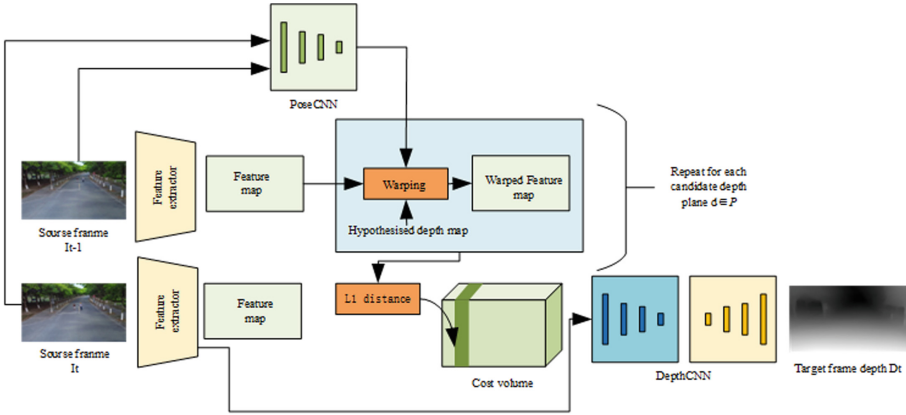 PoseCNN
Feature
extractor
Feature
map
Warping
Warped Feature
map
Hypothesised depth map
Repeat for each
candidate depth
plane d∈P
Sourse franme
It-1
Feature
extractor
Feature
map
L1 distance
Sourse franme
It
Cost volume
DepthCNN
Target frame depth Dt